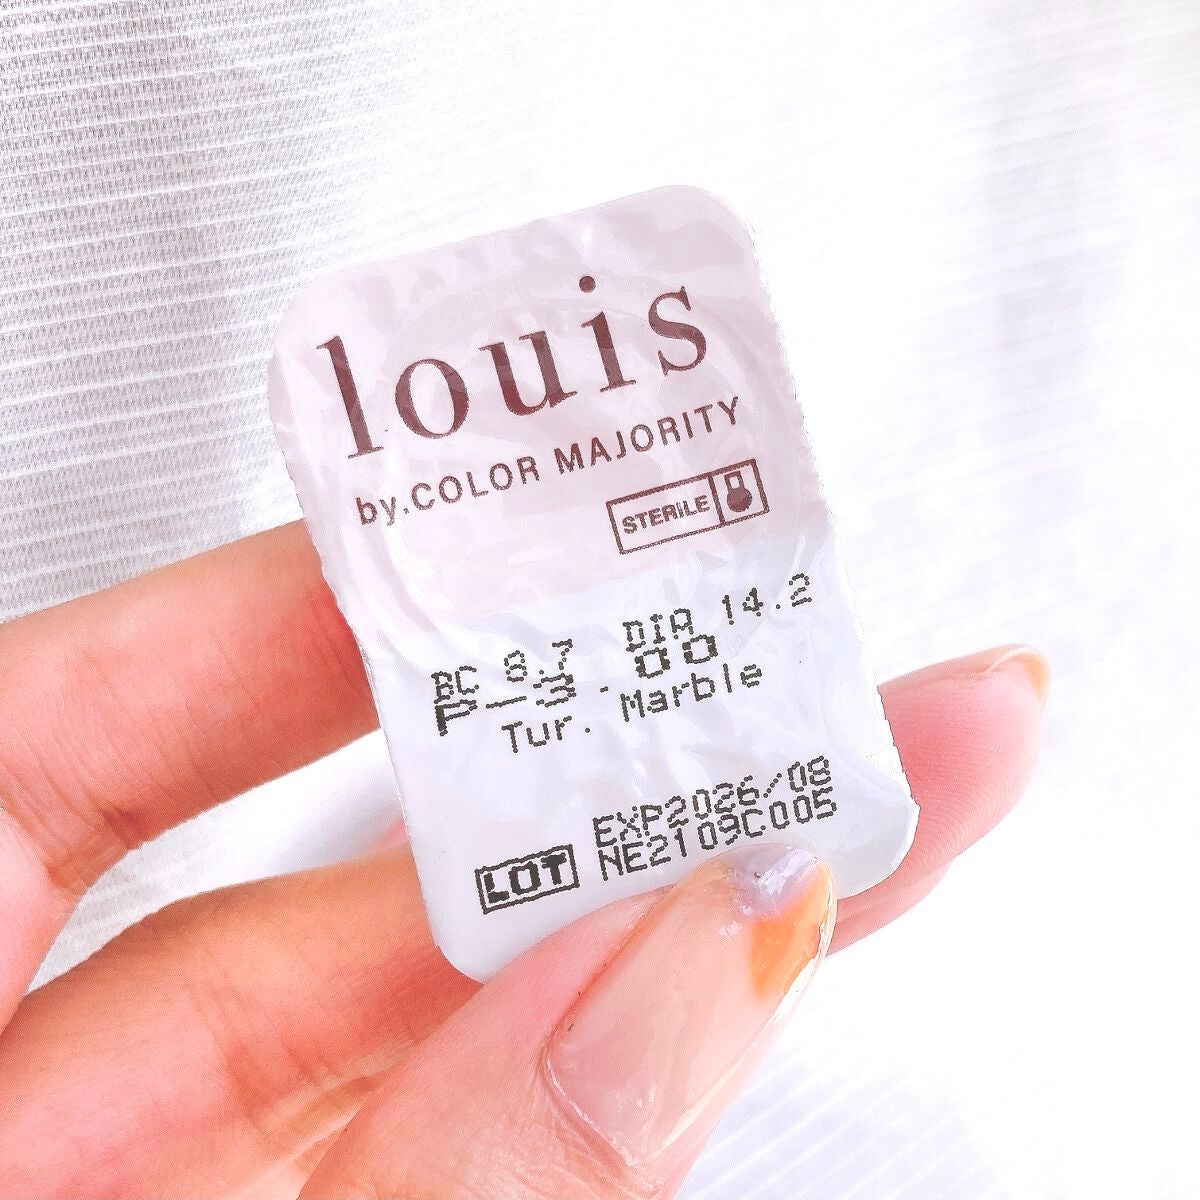 louis
by.COLOR MAJORITY
STERILE
BC 8.7 DIA 14.2
P-3.00
Tur. Marble
EXP2026/08
LOT NE2109C005